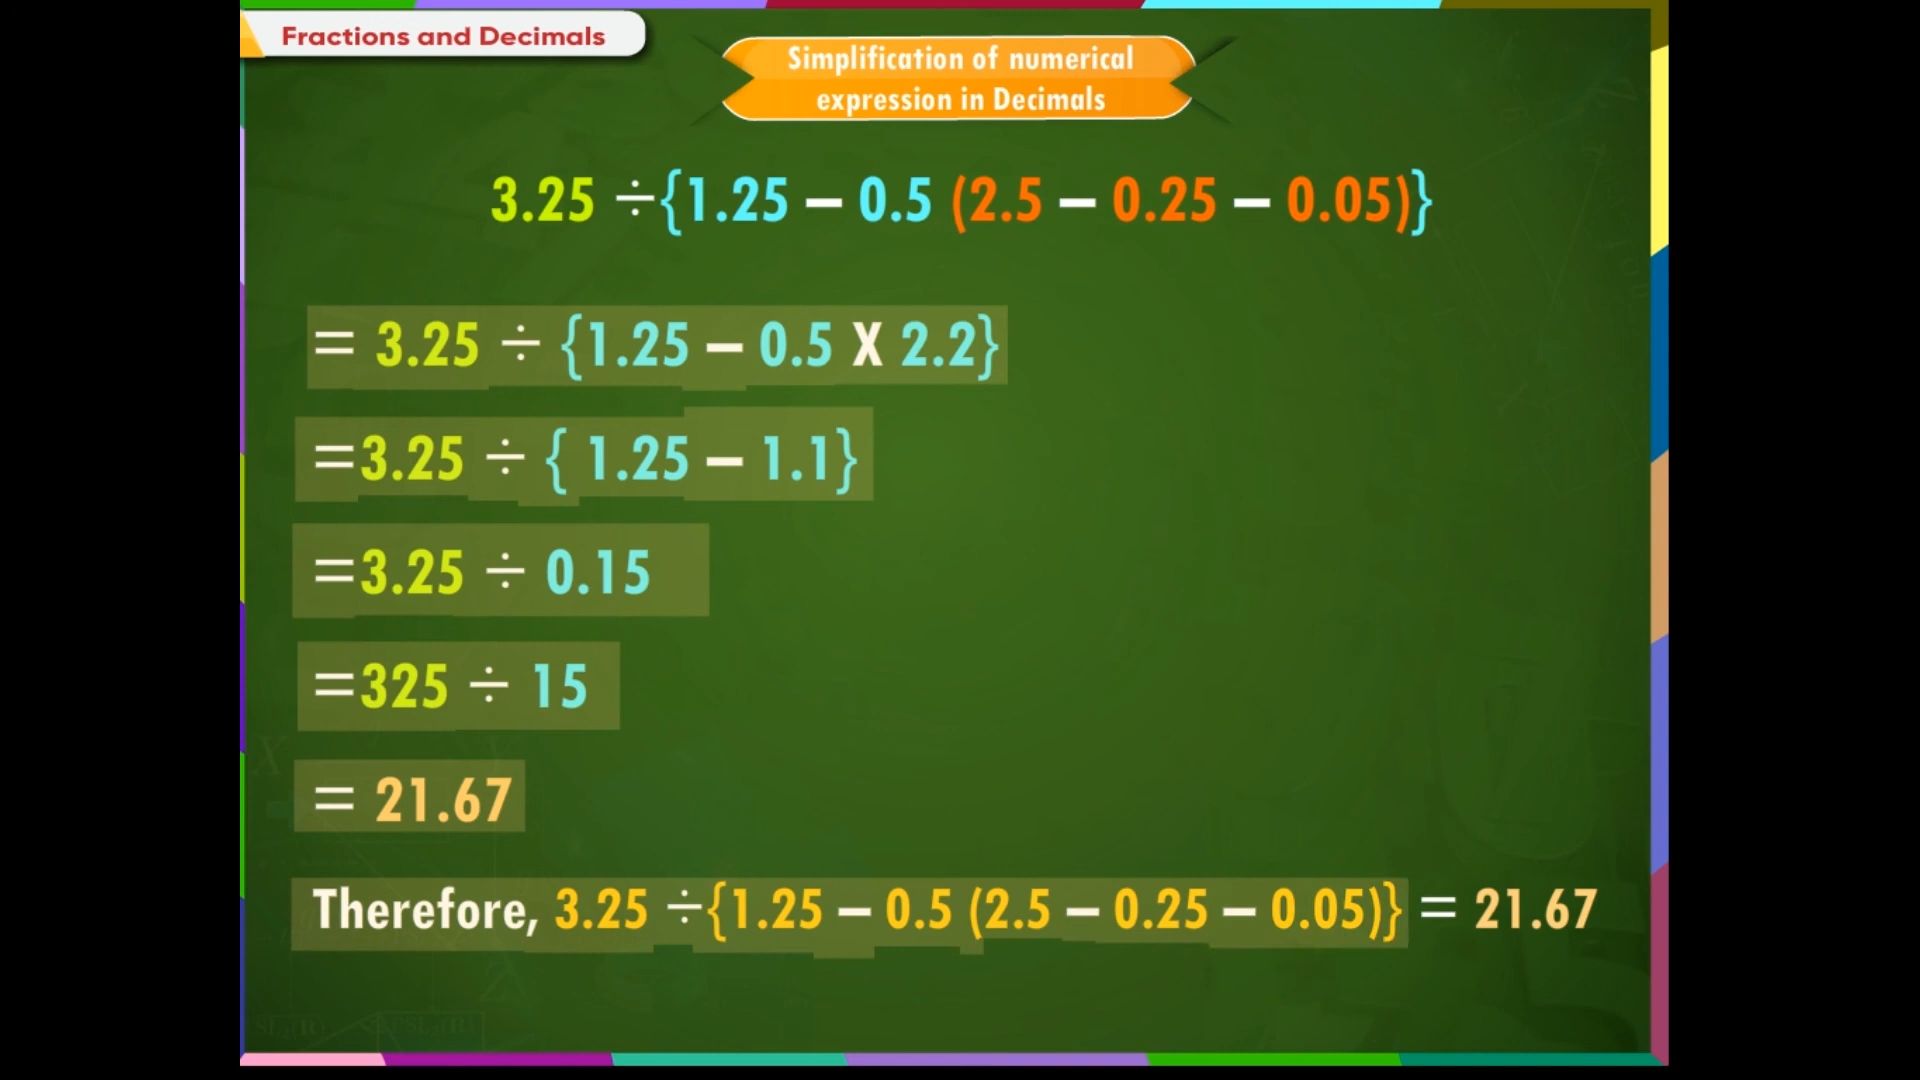 Fractions and Decimals
Simplification of numerical
expression in Decimals
3.25 ÷{1.25 – 0.5 (2.5 – 0.25 – 0.05)}
= 3.25 ÷ {1.25 – 0.5 X 2.2}
=3.25 ÷ { 1.25 – 1.1}
=3.25 ÷ 0.15
=325 ÷ 15
= 21.67
Therefore, 3.25 ÷{1.25 – 0.5 (2.5 – 0.25 – 0.05)} = 21.67